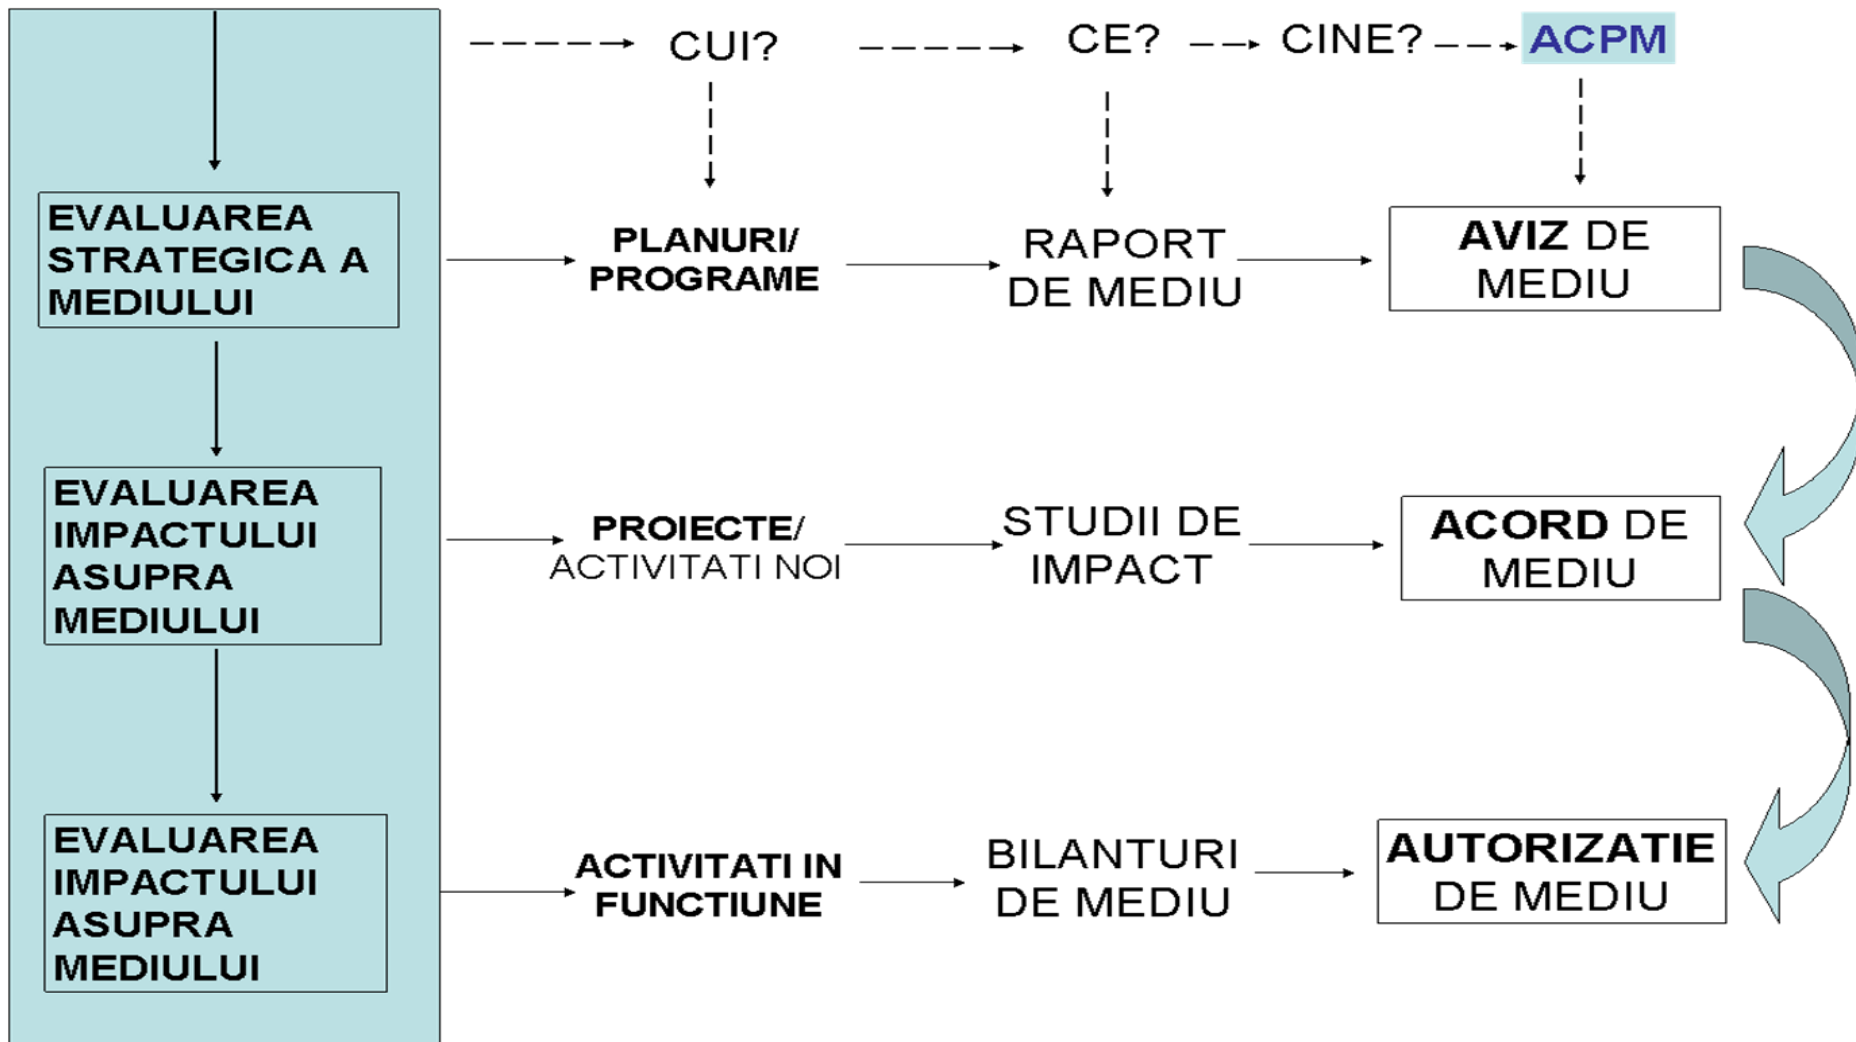 CUI?
CE?
CINE?
ACPM
EVALUAREA
STRATEGICA A
MEDIULUI
PLANURI/
PROGRAME
RAPORT
DE MEDIU
AVIZ DE
MEDIU
EVALUAREA
IMPACTULUI
ASUPRA
MEDIULUI
PROIECTE/
ACTIVITATI NOI
STUDII DE
IMPACT
ACORD DE
MEDIU
EVALUAREA
IMPACTULUI
ASUPRA
MEDIULUI
ACTIVITATI IN
FUNCTIUNE
BILANTURI
DE MEDIU
AUTORIZATIE
DE MEDIU